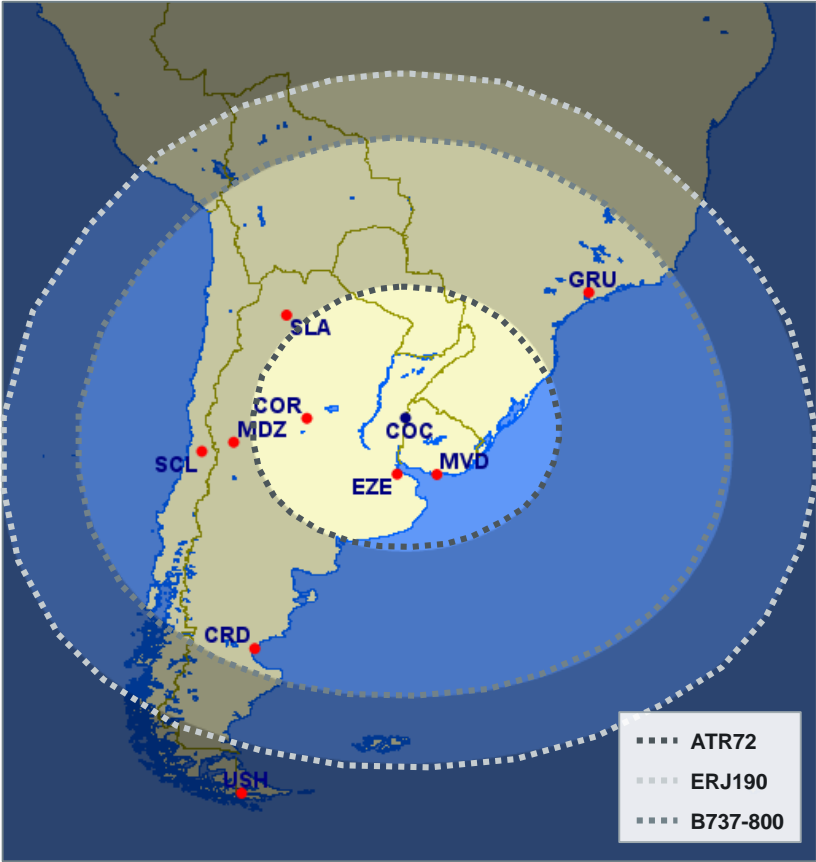 GRU
SLA
COR
MDZ
COC
SCL
MVD
EZE
CRD
USH
ATR72
ERJ190
B737-800